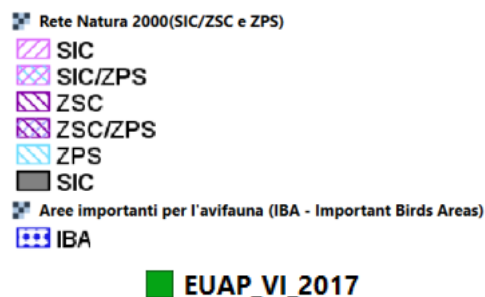 Rete Natura 2000(SIC/ZSC e ZPS)
SIC
SIC/ZPS
ZSC
ZSC/ZPS
ZPS
SIC
Aree importanti per l'avifauna (IBA - Important Birds Areas)
IBA
EUAP_VI_2017